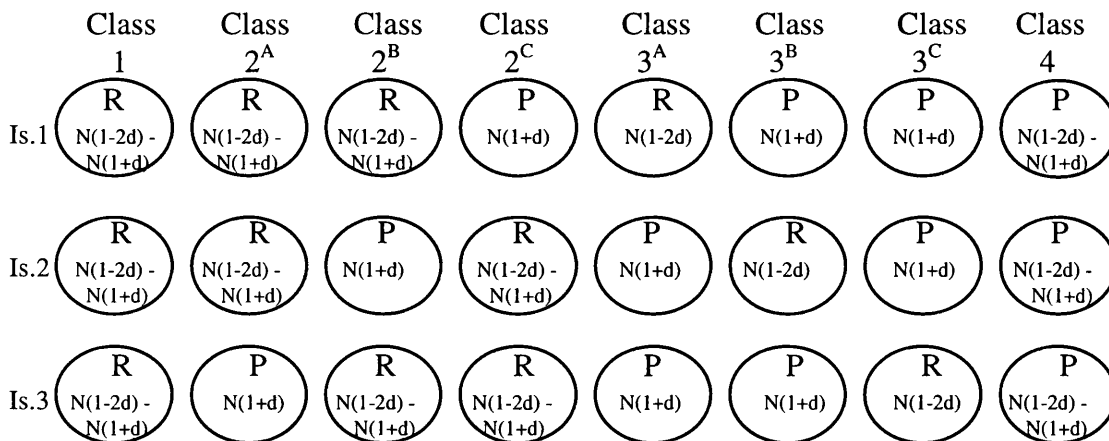 Class Class Class Class Class Class Class Class
1 2^A 2^B 2^C 3^A 3^B 3^C 4
R R R P R P P P
Is.1 N(1-2d) - N(1-2d) - N(1-2d) - N(1+d) N(1-2d) N(1+d) N(1+d) N(1-2d) -
N(1+d) N(1+d) N(1+d) N(1+d)
R R P R P R P P
Is.2 N(1-2d) - N(1-2d) - N(1+d) N(1-2d) - N(1+d) N(1-2d) N(1+d) N(1-2d) -
N(1+d) N(1+d) N(1+d) N(1+d)
R P R R P P R P
Is.3 N(1-2d) - N(1+d) N(1-2d) - N(1-2d) - N(1+d) N(1+d) N(1-2d) N(1-2d) -
N(1+d) N(1+d) N(1+d) N(1+d)